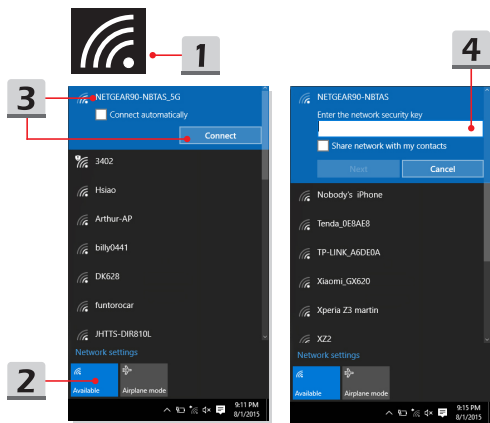 1
4
3
NETGEAR90-NBTAS_5G
Connect automatically
Connect
3402
Hsiao
Arthur-AP
billy0441
DK628
funtorocar
JHTTS-DIR810L
Network settings
2
Available
Airplane mode
9:11 PM
8/1/2015
NETGEAR90-NBTAS
Enter the network security key
Share network with my contacts
Next
Cancel
Nobody's iPhone
Tenda_0E8AE8
TP-LINK_A6DE0A
Xiaomi_GX620
Xperia Z3 martin
XZ2
Network settings
Available
Airplane mode
9:15 PM
8/1/2015